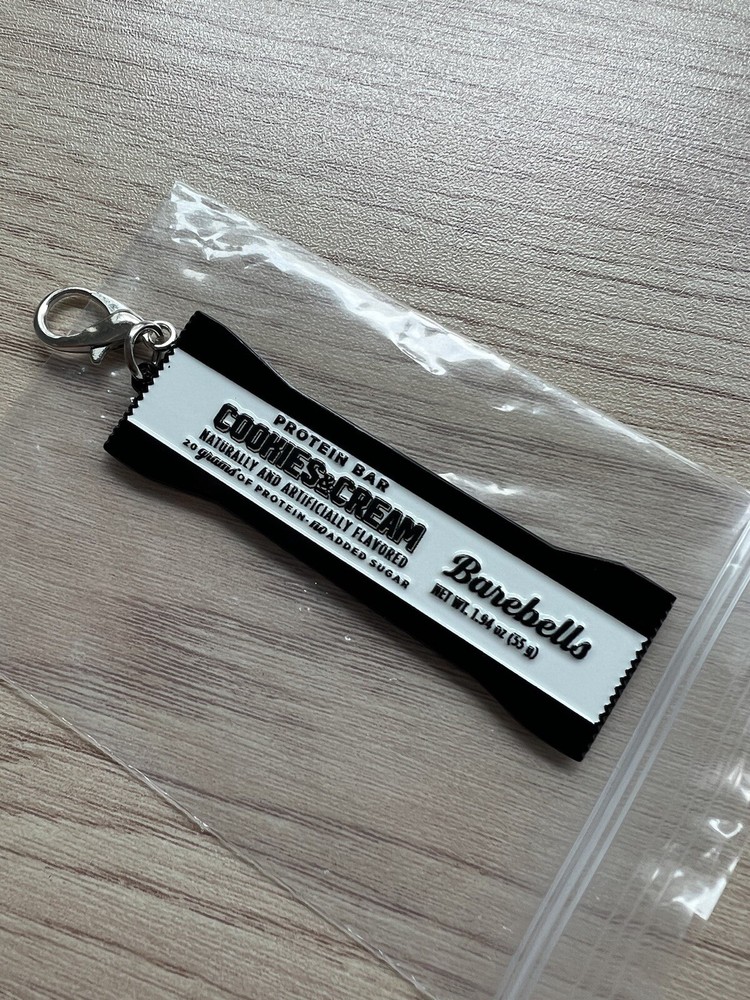 PROTEIN BAR
COOKIES&CREAM
NATURALLY AND ARTIFICIALLY FLAVORED
20 grams OF PROTEIN-no ADDED SUGAR
Barebells
NET WT. 1.94 oz (55 g)